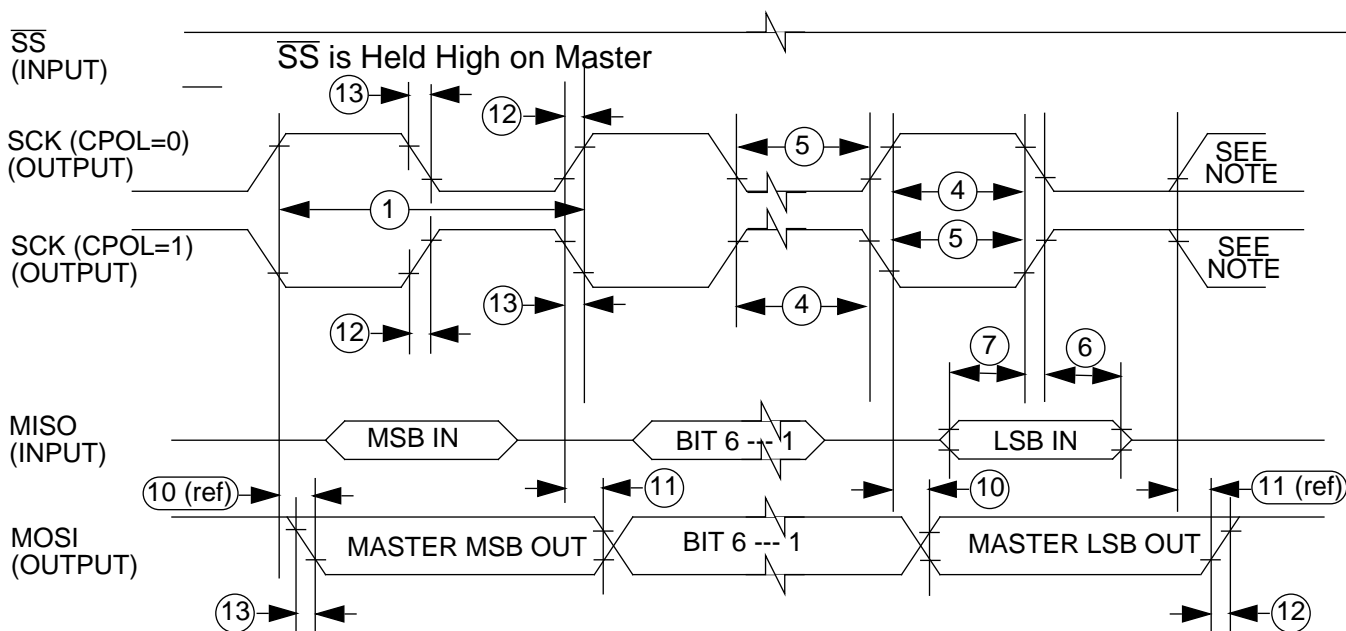 S̅S̅
(INPUT)
S̅S̅ is Held High on Master
13
12
SCK (CPOL=0)
(OUTPUT)
5
SEE
NOTE
1
4
SCK (CPOL=1)
(OUTPUT)
5
SEE
NOTE
13
4
12
7
6
MISO
(INPUT)
MSB IN
BIT 6 --- 1
LSB IN
10 (ref)
11
10
11 (ref)
MOSI
(OUTPUT)
MASTER MSB OUT
BIT 6 --- 1
MASTER LSB OUT
13
12